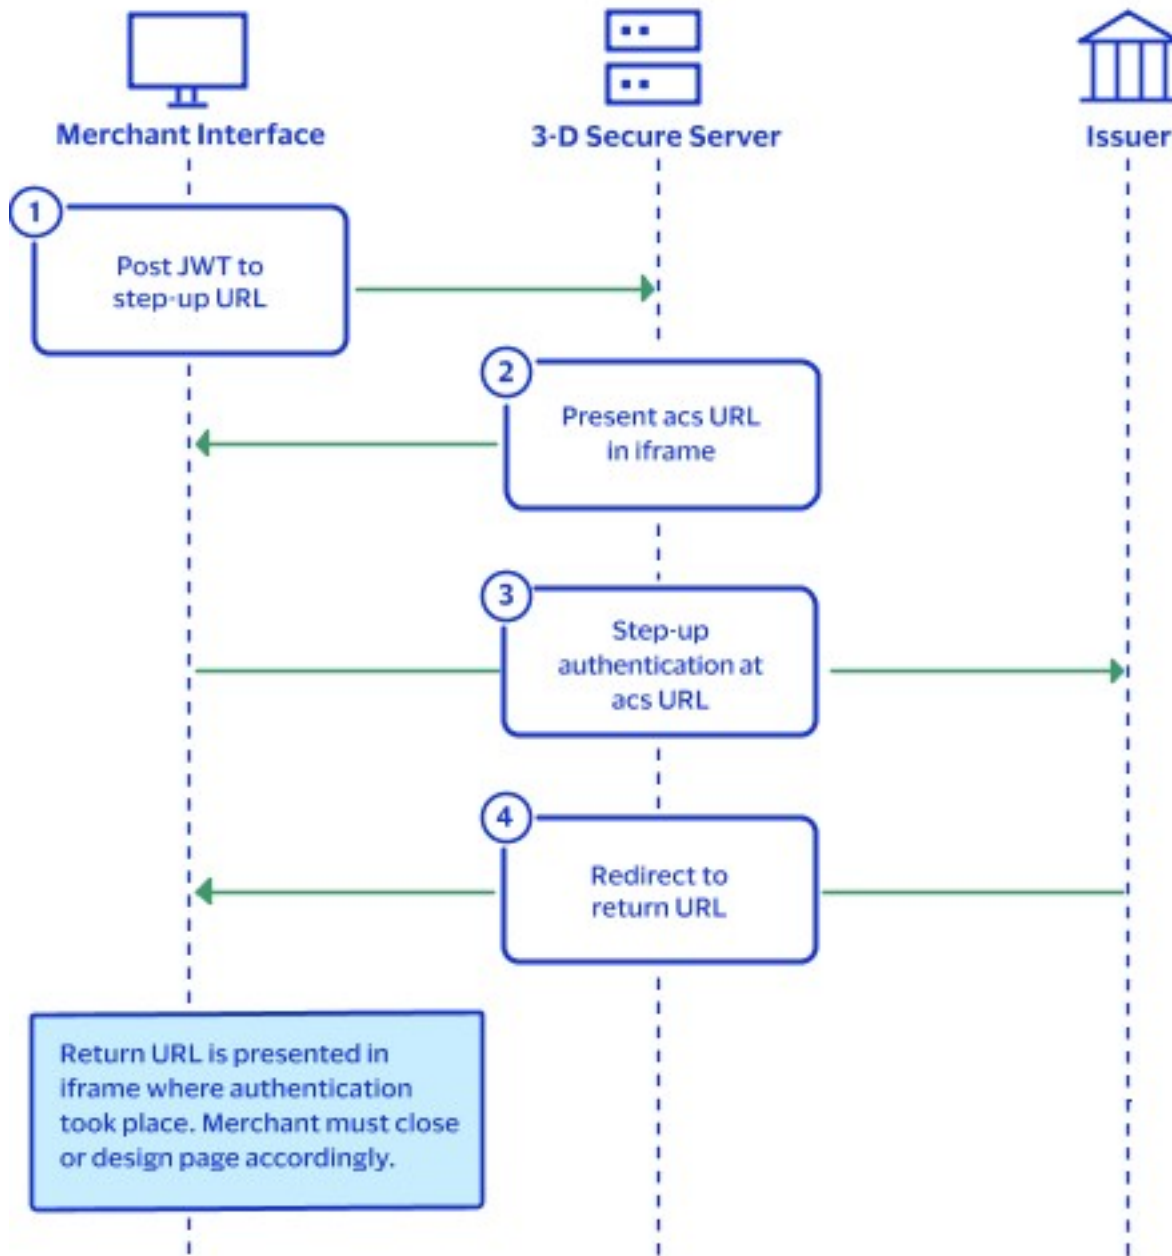 Merchant Interface
3-D Secure Server
Issuer
1
Post JWT to
step-up URL
2
Present acs URL
in iframe
3
Step-up
authentication at
acs URL
4
Redirect to
return URL
Return URL is presented in
iframe where authentication
took place. Merchant must close
or design page accordingly.